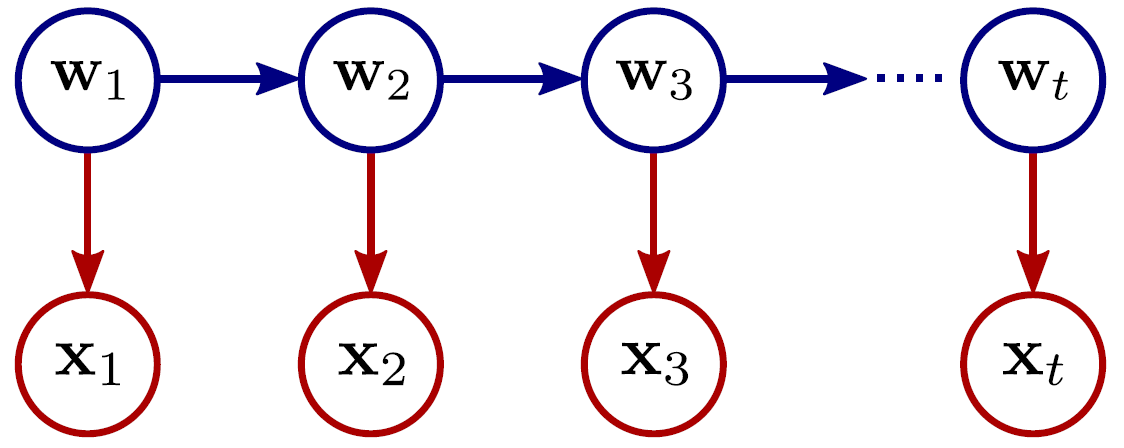 w₁ w₂ w₃ wₜ
x₁ x₂ x₃ xₜ